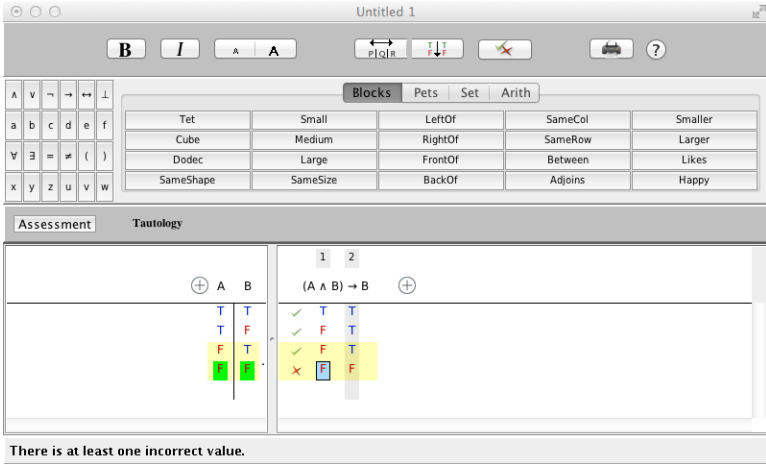 Untitled 1
B I A A P|Q|R T T F F ?
∧ ∨ ¬ → ↔ ⊥
a b c d e f
∀ ∃ = ≠ ( )
x y z u v w
Blocks Pets Set Arith
Tet Small LeftOf SameCol Smaller
Cube Medium RightOf SameRow Larger
Dodec Large FrontOf Between Likes
SameShape SameSize BackOf Adjoins Happy
Assessment Tautology
1 2
A B (A ∧ B) → B
T T T T
T F F T
F T F T
F F F F
There is at least one incorrect value.